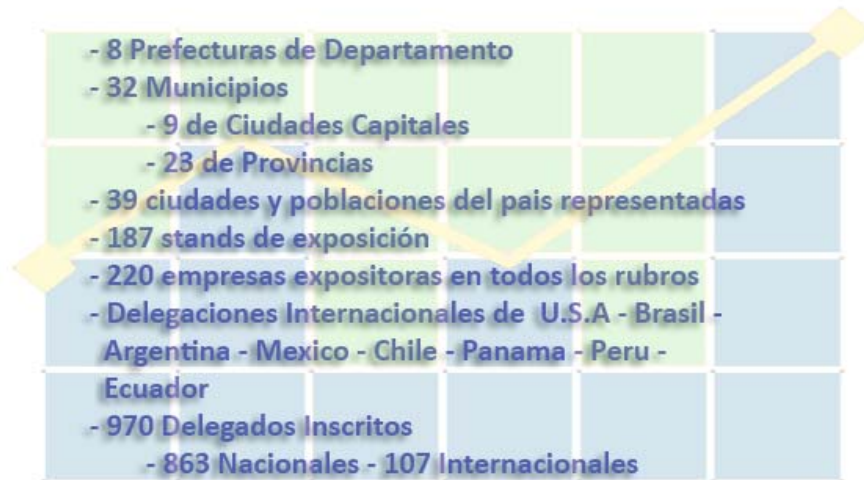 - 8 Prefecturas de Departamento
- 32 Municipios
- 9 de Ciudades Capitales
- 23 de Provincias
- 39 ciudades y poblaciones del pais representadas
- 187 stands de exposición
- 220 empresas expositoras en todos los rubros
- Delegaciones Internacionales de U.S.A - Brasil -
Argentina - Mexico - Chile - Panama - Peru -
Ecuador
- 970 Delegados Inscritos
- 863 Nacionales - 107 Internacionales